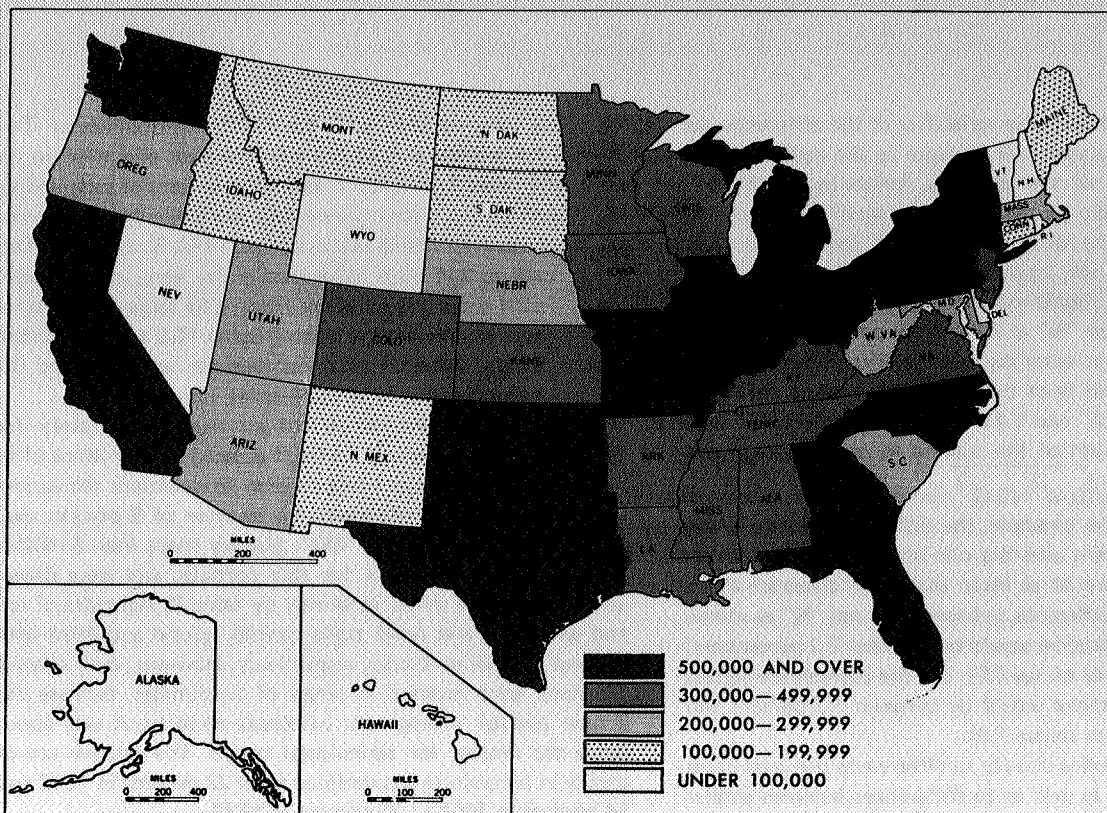 MONT
N DAK
MAINE
MINN
OREG
IDAHO
S DAK
VT
N H
WIS
MASS
CONN
R I
WYO
IOWA
NEBR
NEV
UTAH
MD
DEL
W VA
COLO
KANS
VA
KY
TENN
ARIZ
N MEX
ARK
S C
MISS
ALA
LA
MILES
0 200 400
ALASKA
MILES
0 200 400
HAWAII
MILES
0 100 200
500,000 AND OVER
300,000—499,999
200,000—299,999
100,000—199,999
UNDER 100,000